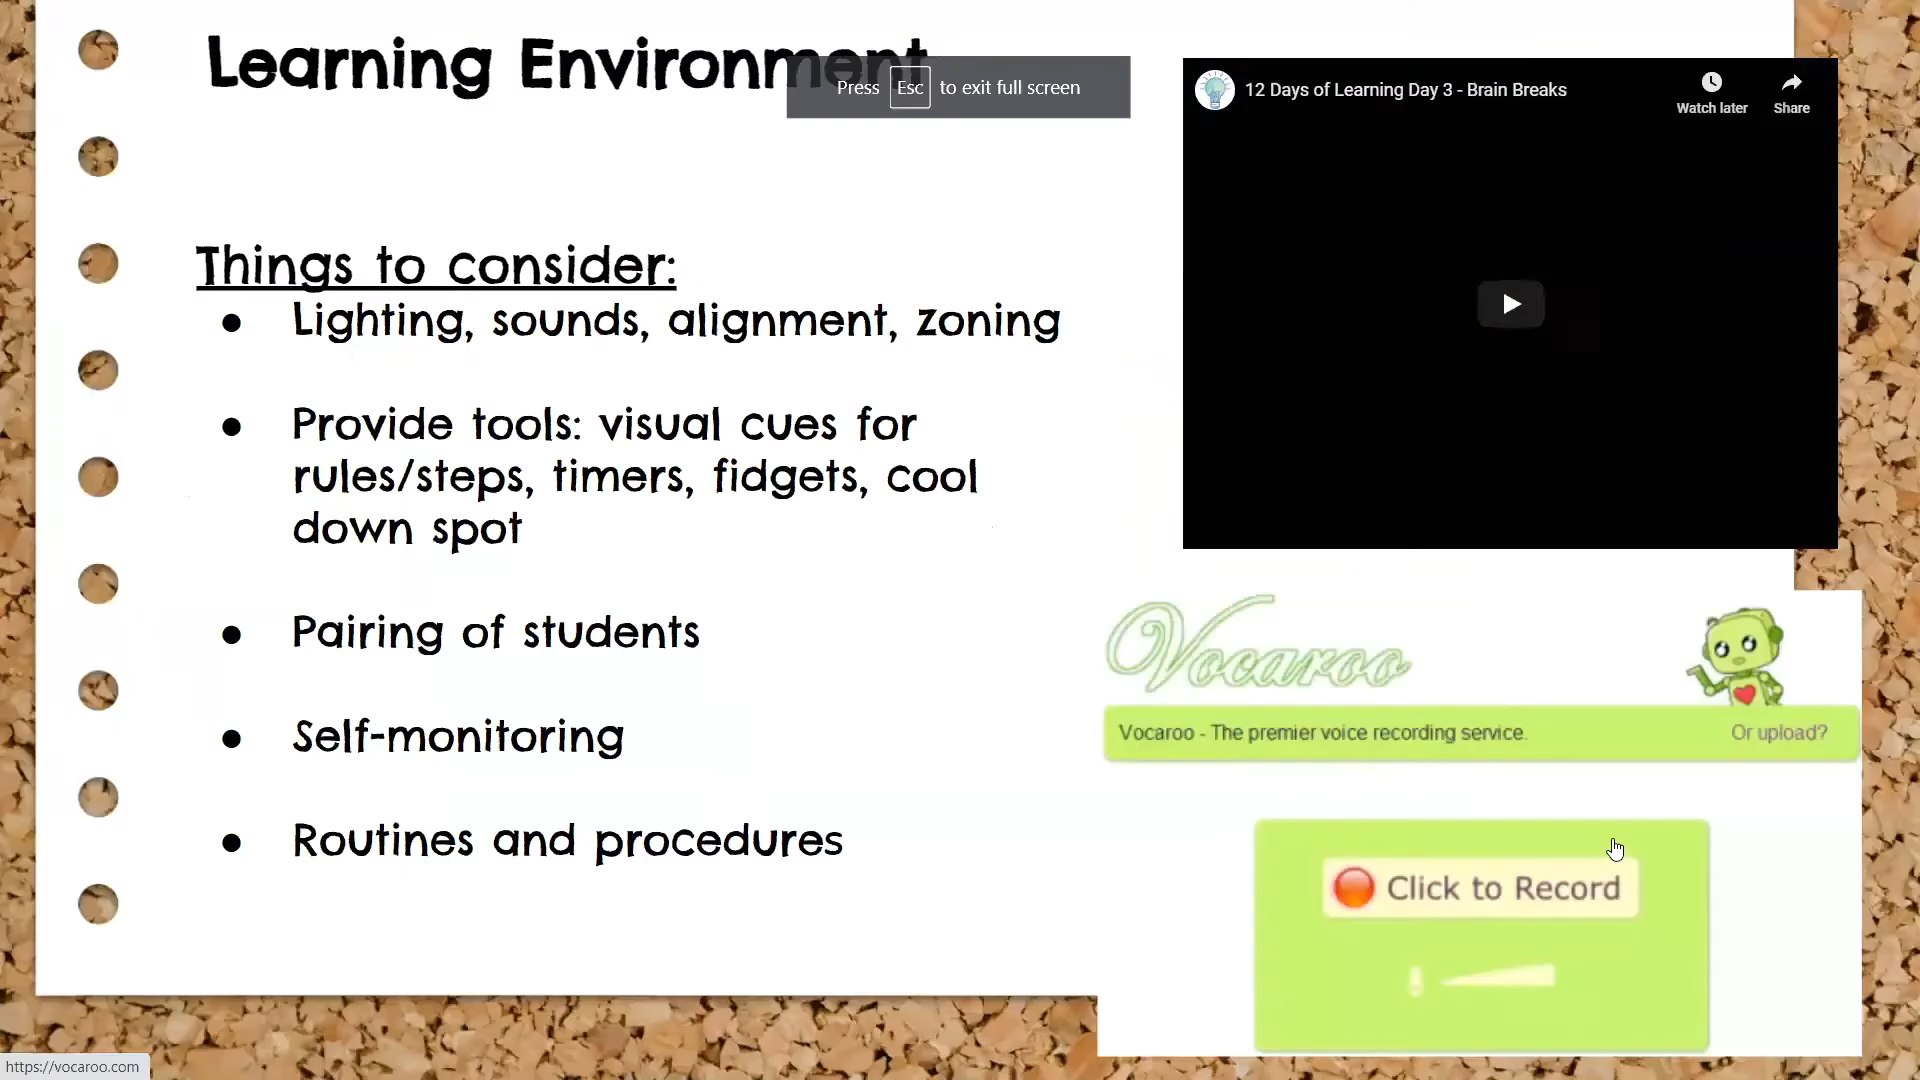 Learning Environment
Press Esc to exit full screen
12 Days of Learning Day 3 - Brain Breaks
Watch later
Share
Things to consider:
● Lighting, sounds, alignment, zoning
● Provide tools: visual cues for
rules/steps, timers, fidgets, cool
down spot
● Pairing of students
● Self-monitoring
● Routines and procedures
Vocaroo
Vocaroo - The premier voice recording service.
Or upload?
Click to Record
https://vocaroo.com